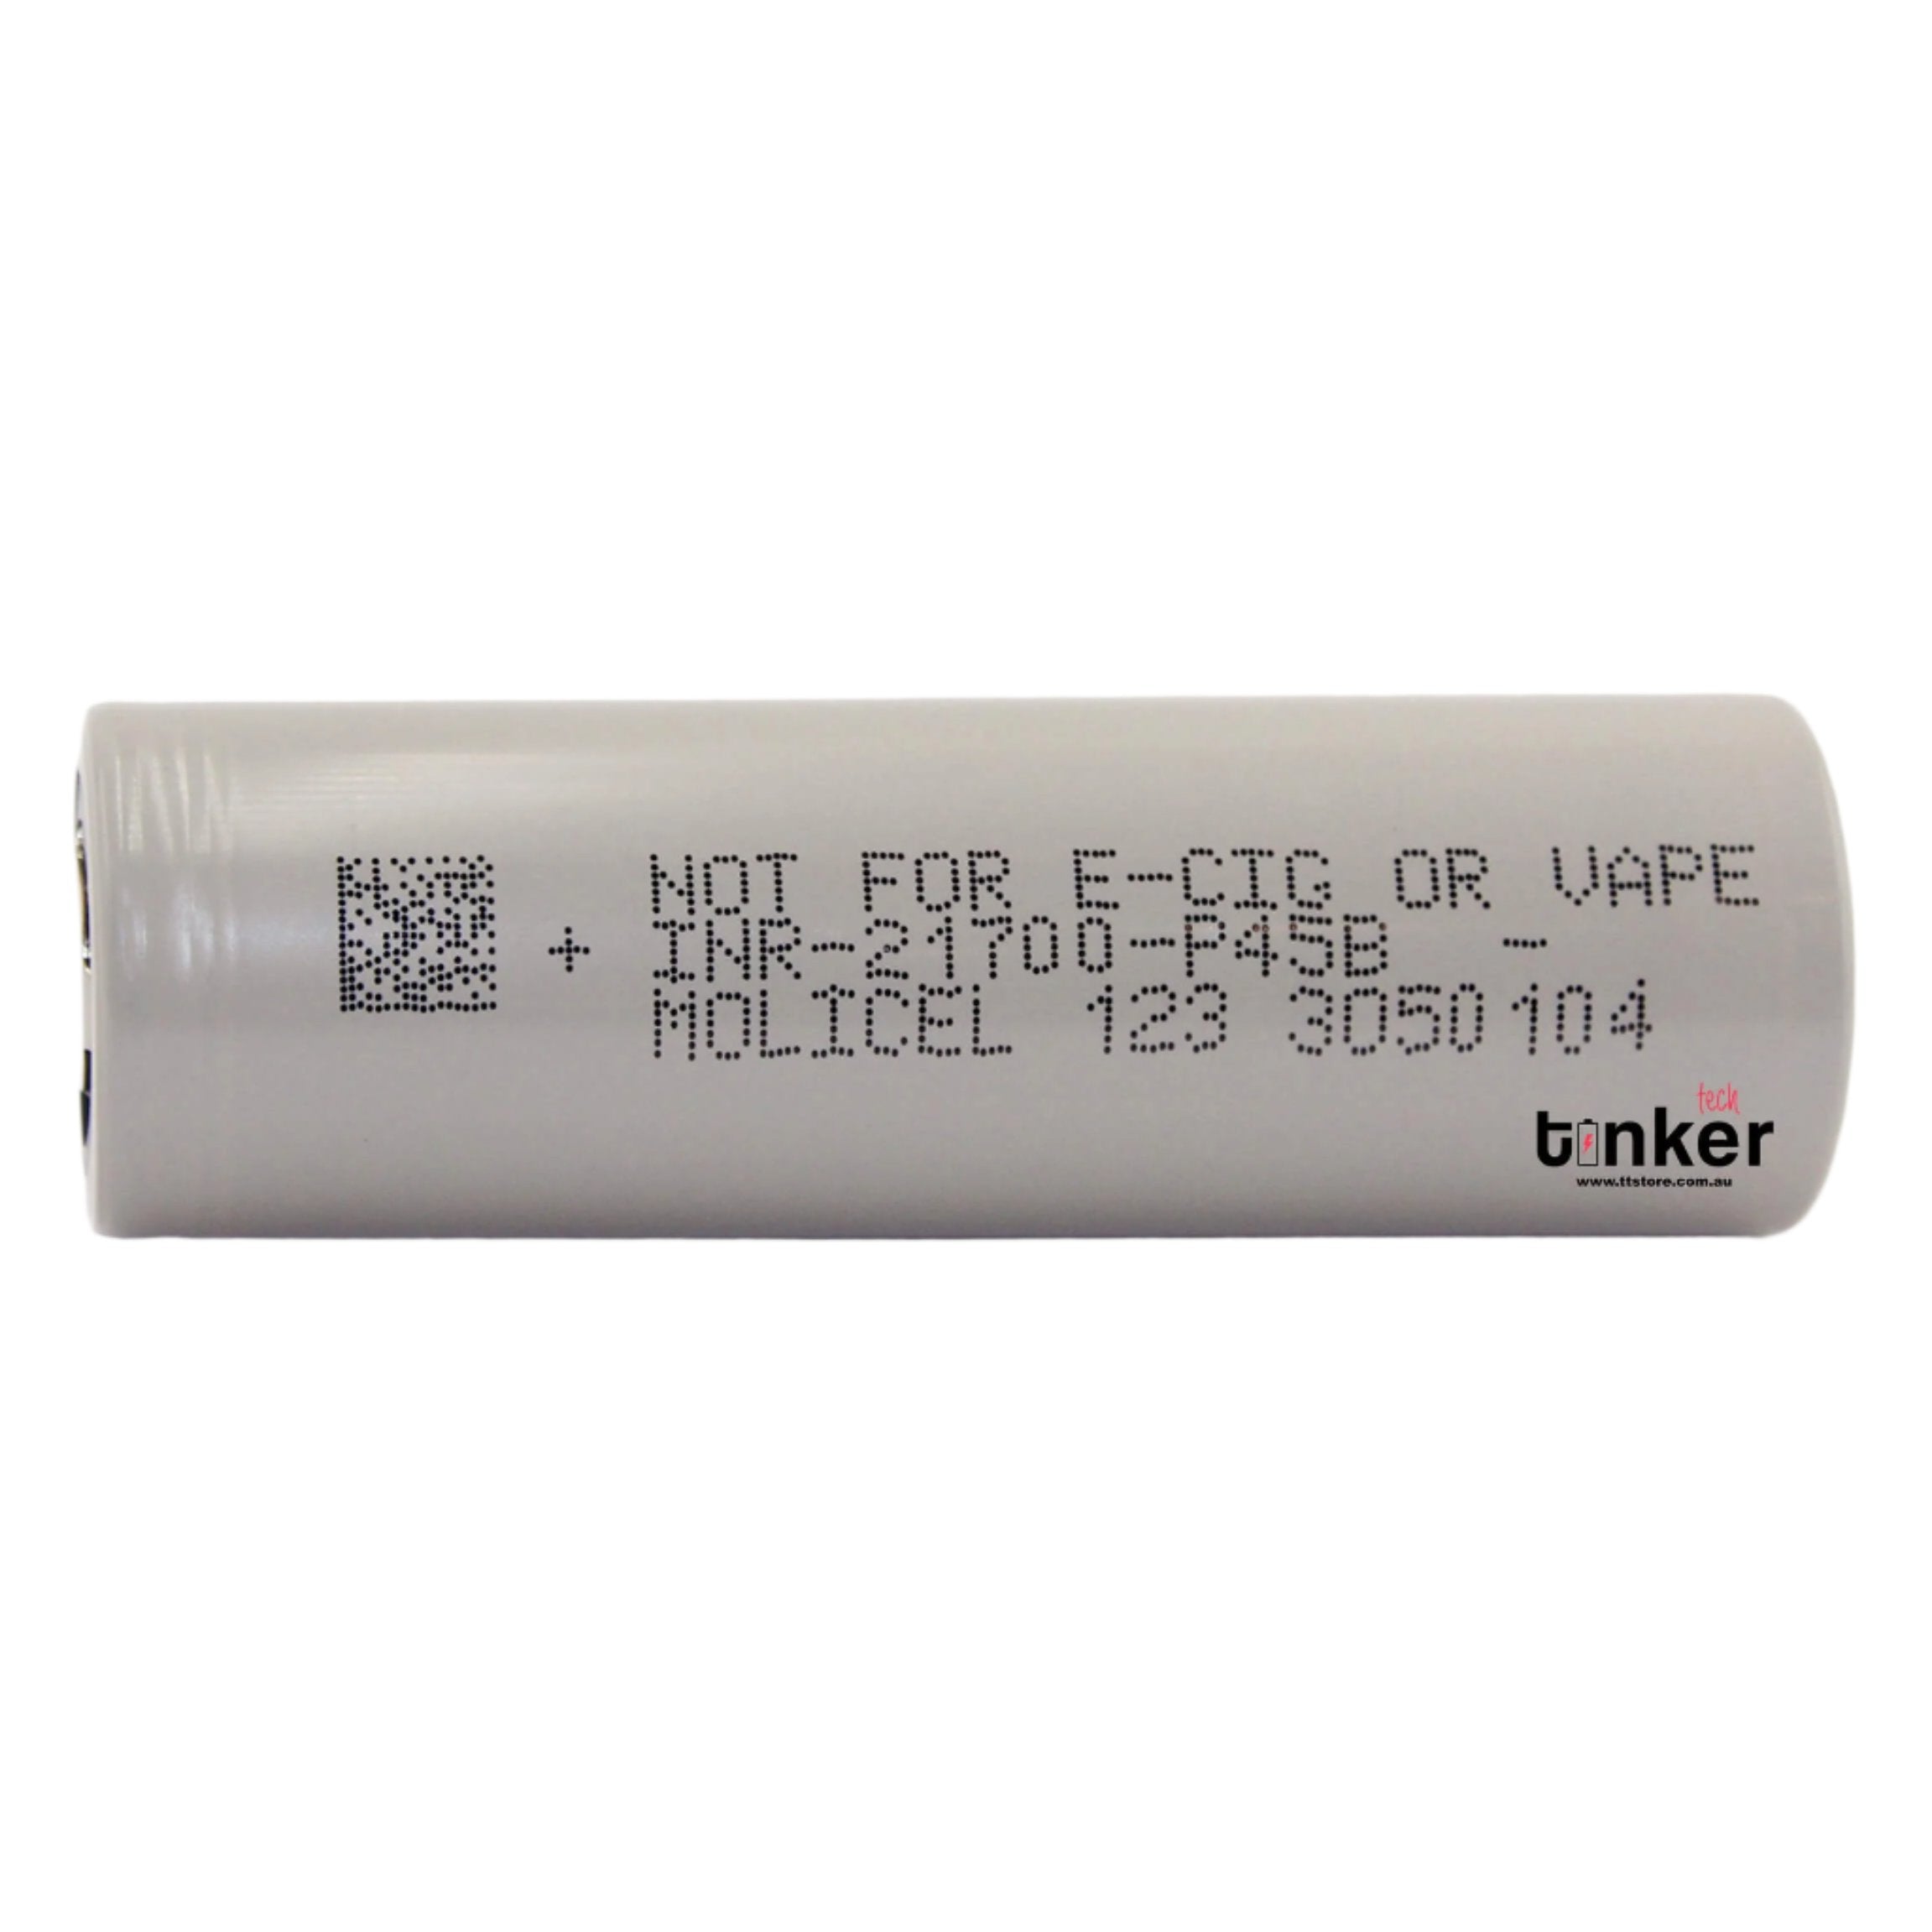 NOT FOR E-CIG OR VAPE
+ INR-21700-P45B -
MOLICEL 123 3050104
tech
tinker
www.ttstore.com.au